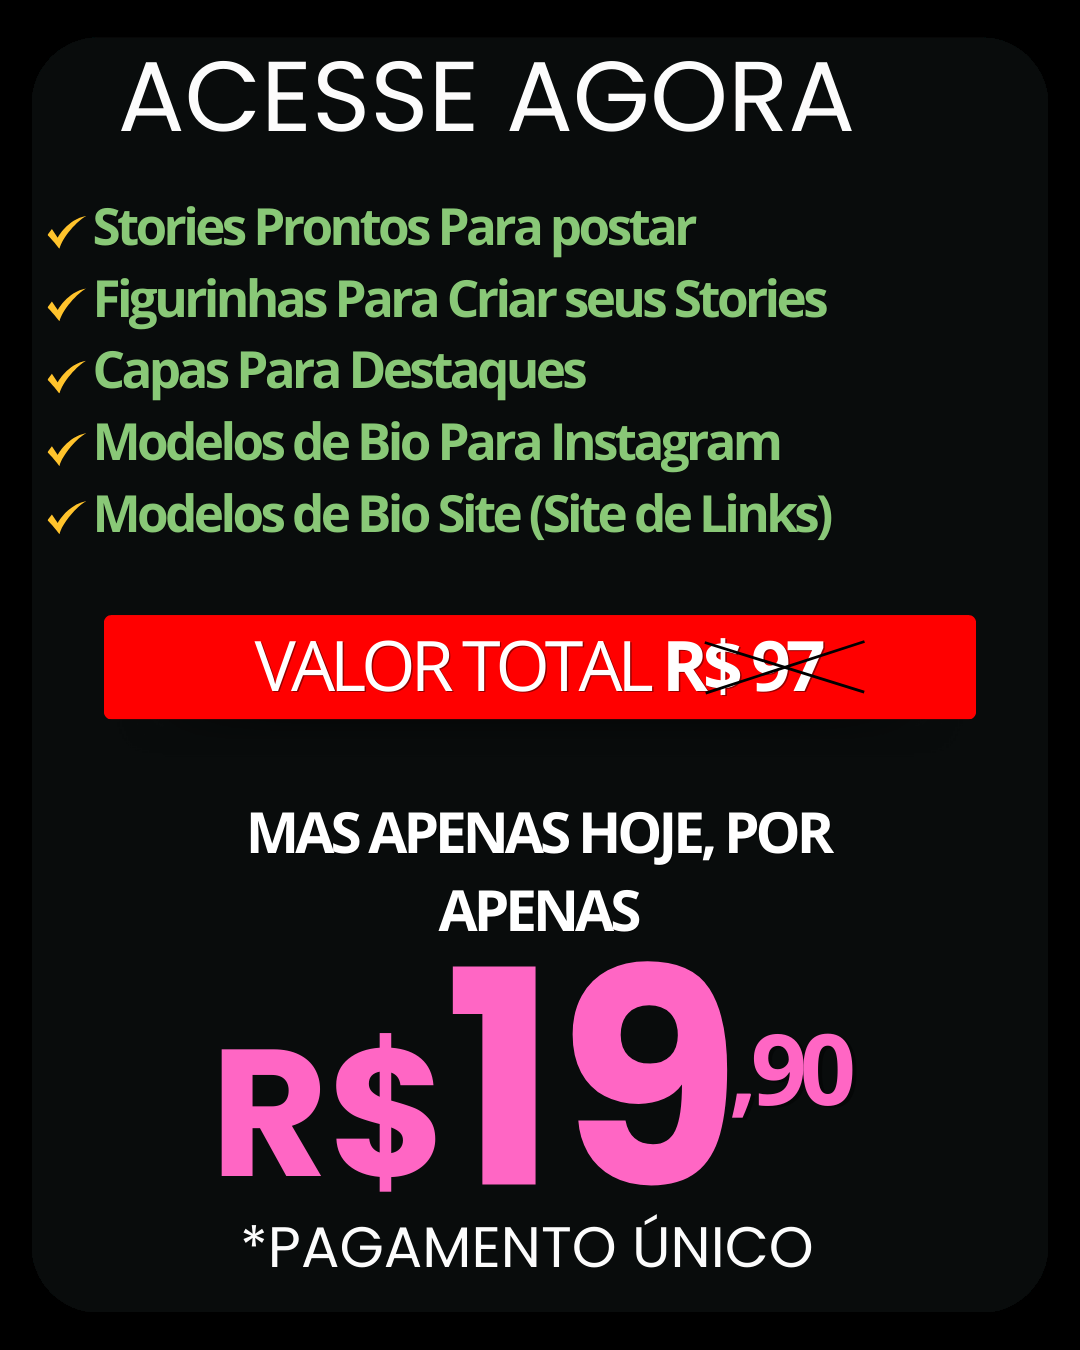 ACESSE AGORA
Stories Prontos Para postar
Figurinhas Para Criar seus Stories
Capas Para Destaques
Modelos de Bio Para Instagram
Modelos de Bio Site (Site de Links)
VALOR TOTAL R$ 97
MAS APENAS HOJE, POR
APENAS
R$19,90
*PAGAMENTO ÚNICO